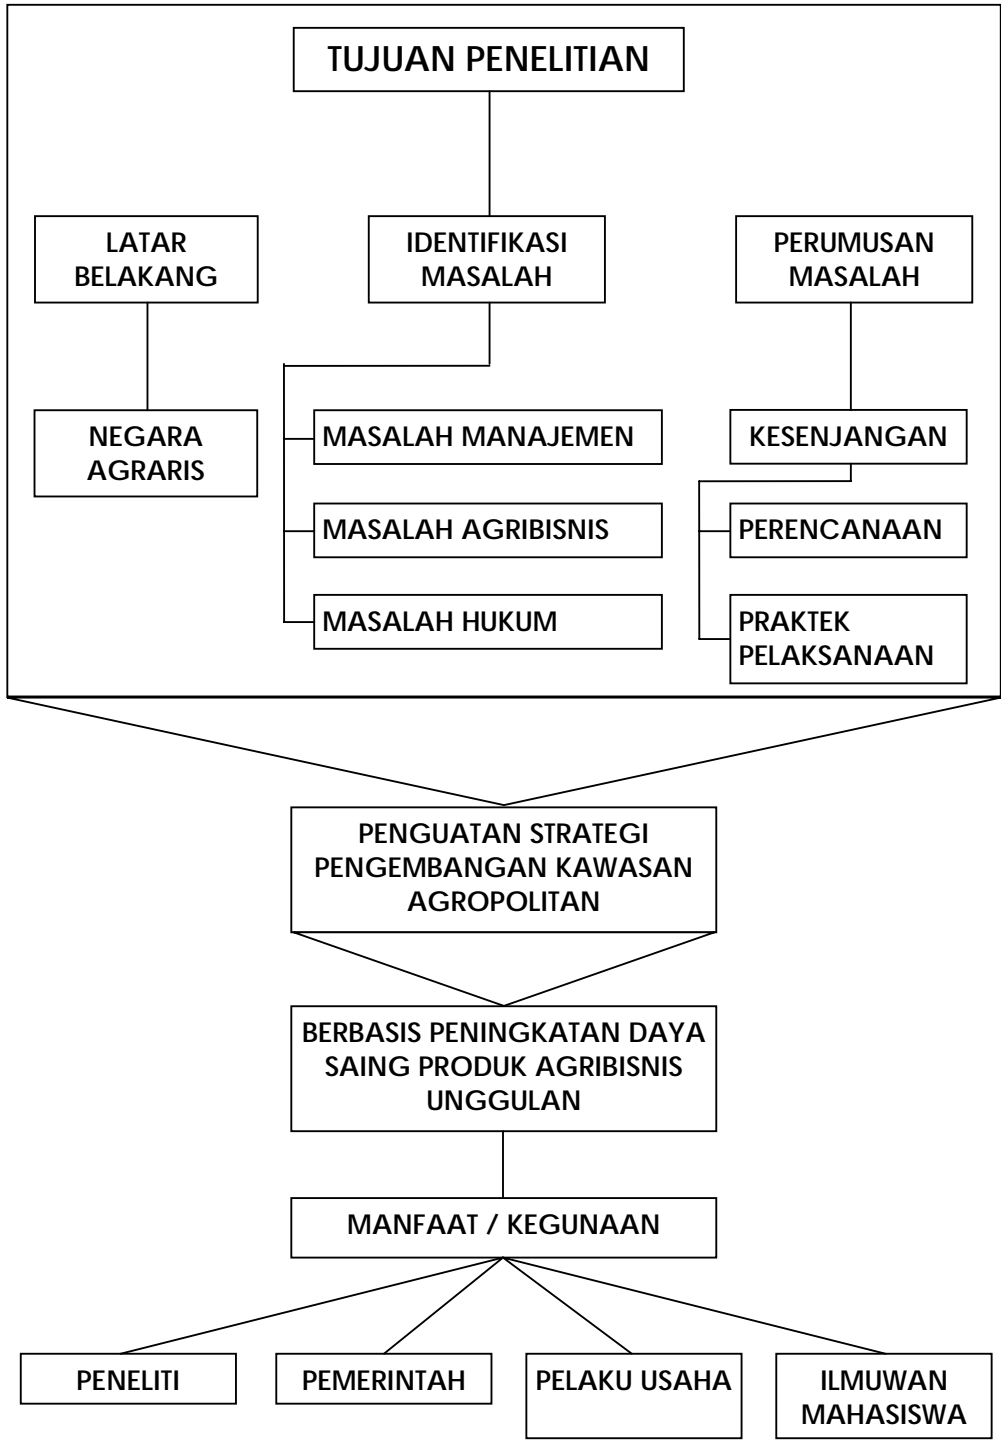 TUJUAN PENELITIAN
LATAR
BELAKANG
IDENTIFIKASI
MASALAH
PERUMUSAN
MASALAH
NEGARA
AGRARIS
MASALAH MANAJEMEN
MASALAH AGRIBISNIS
MASALAH HUKUM
KESENJANGAN
PERENCANAAN
PRAKTEK
PELAKSANAAN
PENGUATAN STRATEGI
PENGEMBANGAN KAWASAN
AGROPOLITAN
BERBASIS PENINGKATAN DAYA
SAING PRODUK AGRIBISNIS
UNGGULAN
MANFAAT / KEGUNAAN
PENELITI
PEMERINTAH
PELAKU USAHA
ILMUWAN
MAHASISWA